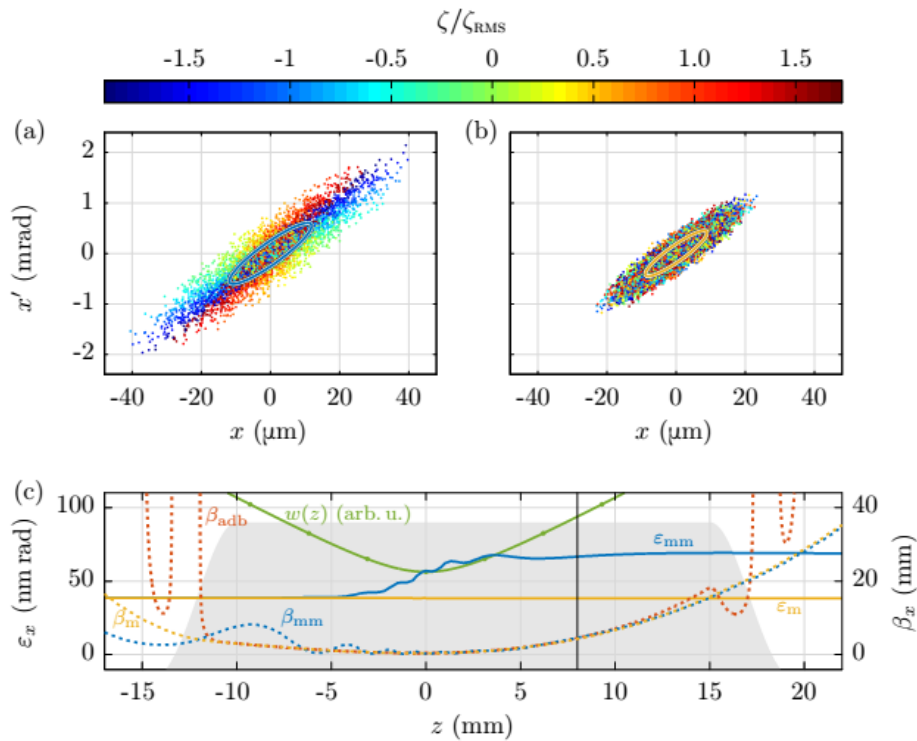 ζ/ζRMS
-1.5 -1 -0.5 0 0.5 1.0 1.5
(a) (b)
2 1 0 -1 -2
x′ (mrad)
-40 -20 0 20 40 -40 -20 0 20 40
x (µm) x (µm)
(c)
100 50 0
εx (nm rad)
βadb w(z) (arb. u.) εmm
βm βmm εm
40 20 0
βx (mm)
-15 -10 -5 0 5 10 15 20
z (mm)